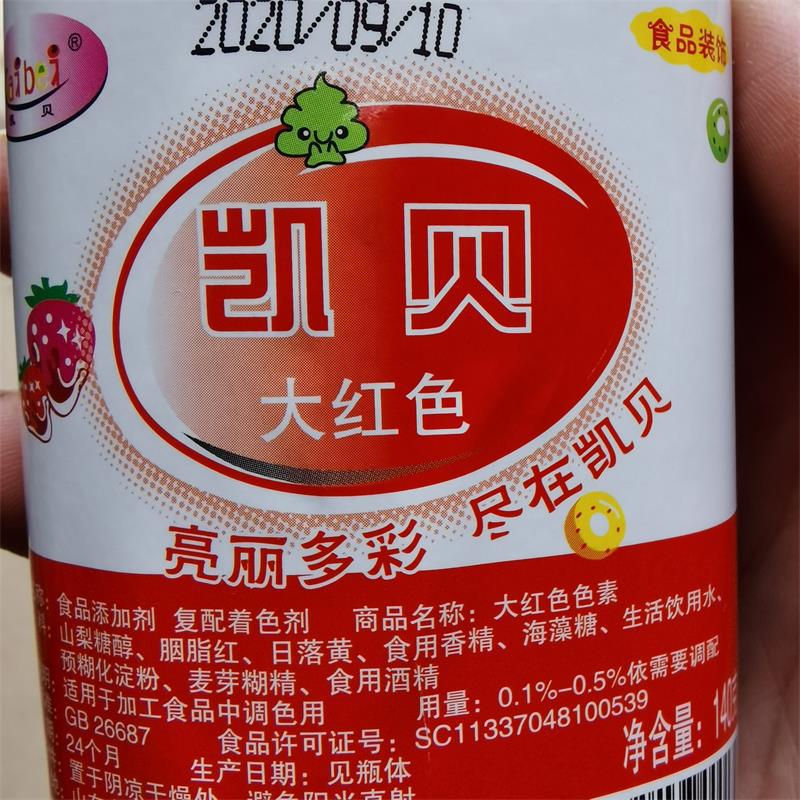 2020/09/10
aibei®
贝
食品装饰
凯贝
大红色
亮丽多彩 尽在凯贝
食品添加剂 复配着色剂 商品名称：大红色色素
山梨糖醇、胭脂红、日落黄、食用香精、海藻糖、生活饮用水、
预糊化淀粉、麦芽糊精、食用酒精
适用于加工食品中调色用 用量：0.1%-0.5%依需要调配
GB 26687 食品许可证号：SC11337048100539
24个月 生产日期：见瓶体 净含量：140
置于阴凉干燥处 避免阳光直射
山东